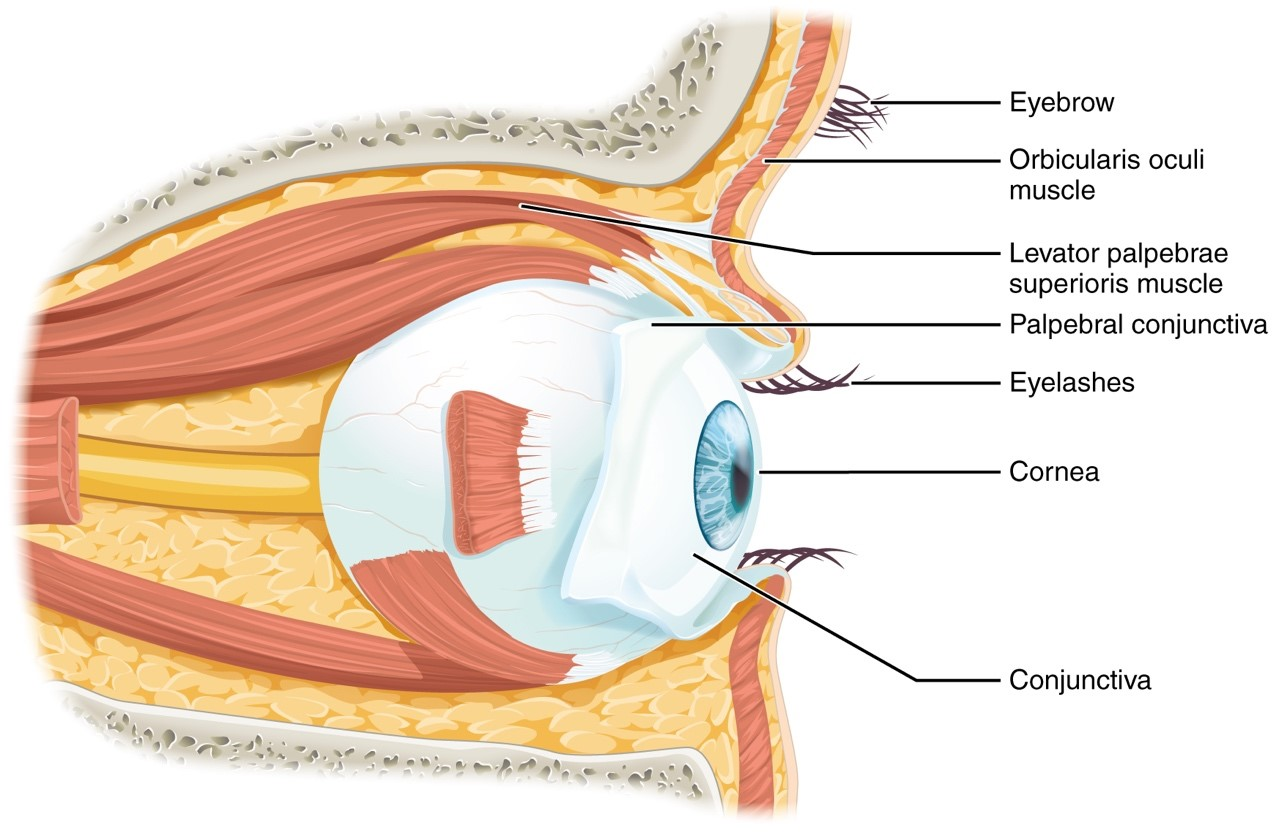 Eyebrow
Orbicularis oculi
muscle
Levator palpebrae
superioris muscle
Palpebral conjunctiva
Eyelashes
Cornea
Conjunctiva